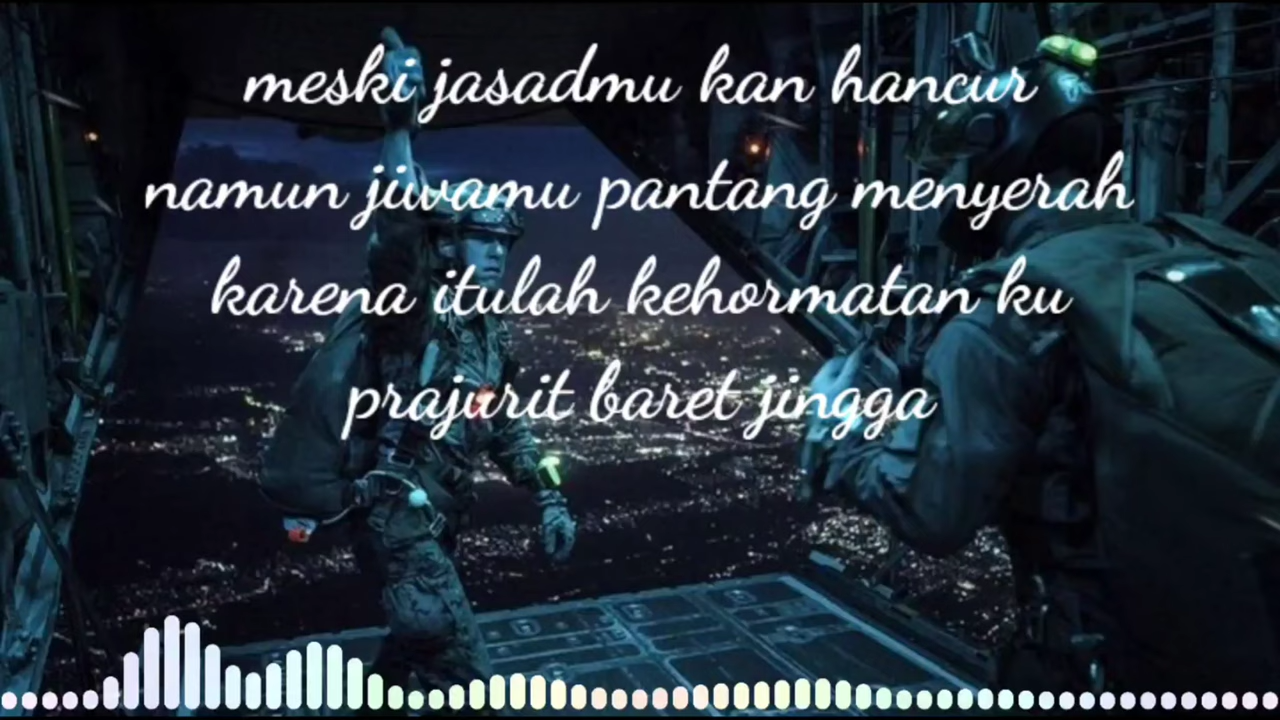 meski jasadmu kan hancur
namun jiwamu pantang menyerah
karena itulah kehormatan ku
prajurit baret jingga